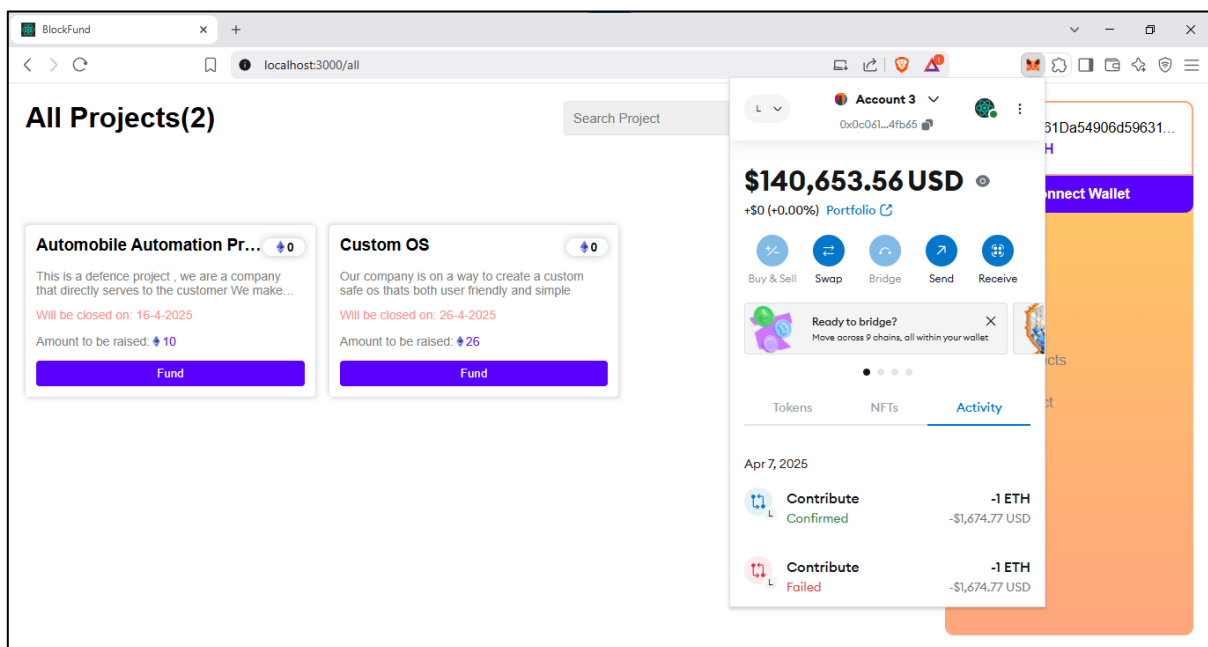 BlockFund
localhost:3000/all
All Projects(2)
Search Project
Automobile Automation Pr... 0
This is a defence project , we are a company
that directly serves to the customer We make...
Will be closed on: 16-4-2025
Amount to be raised: 10
Fund
Custom OS 0
Our company is on a way to create a custom
safe os thats both user friendly and simple
Will be closed on: 26-4-2025
Amount to be raised: 26
Fund
L
Account 3
0x0c061...4fb65
$140,653.56 USD
+$0 (+0.00%) Portfolio
Buy & Sell Swap Bridge Send Receive
Ready to bridge?
Move across 9 chains, all within your wallet
Tokens NFTs Activity
Apr 7, 2025
Contribute -1 ETH
L Confirmed -$1,674.77 USD
Contribute -1 ETH
L Failed -$1,674.77 USD
61Da54906d59631...
H
nnect Wallet
cts
ct